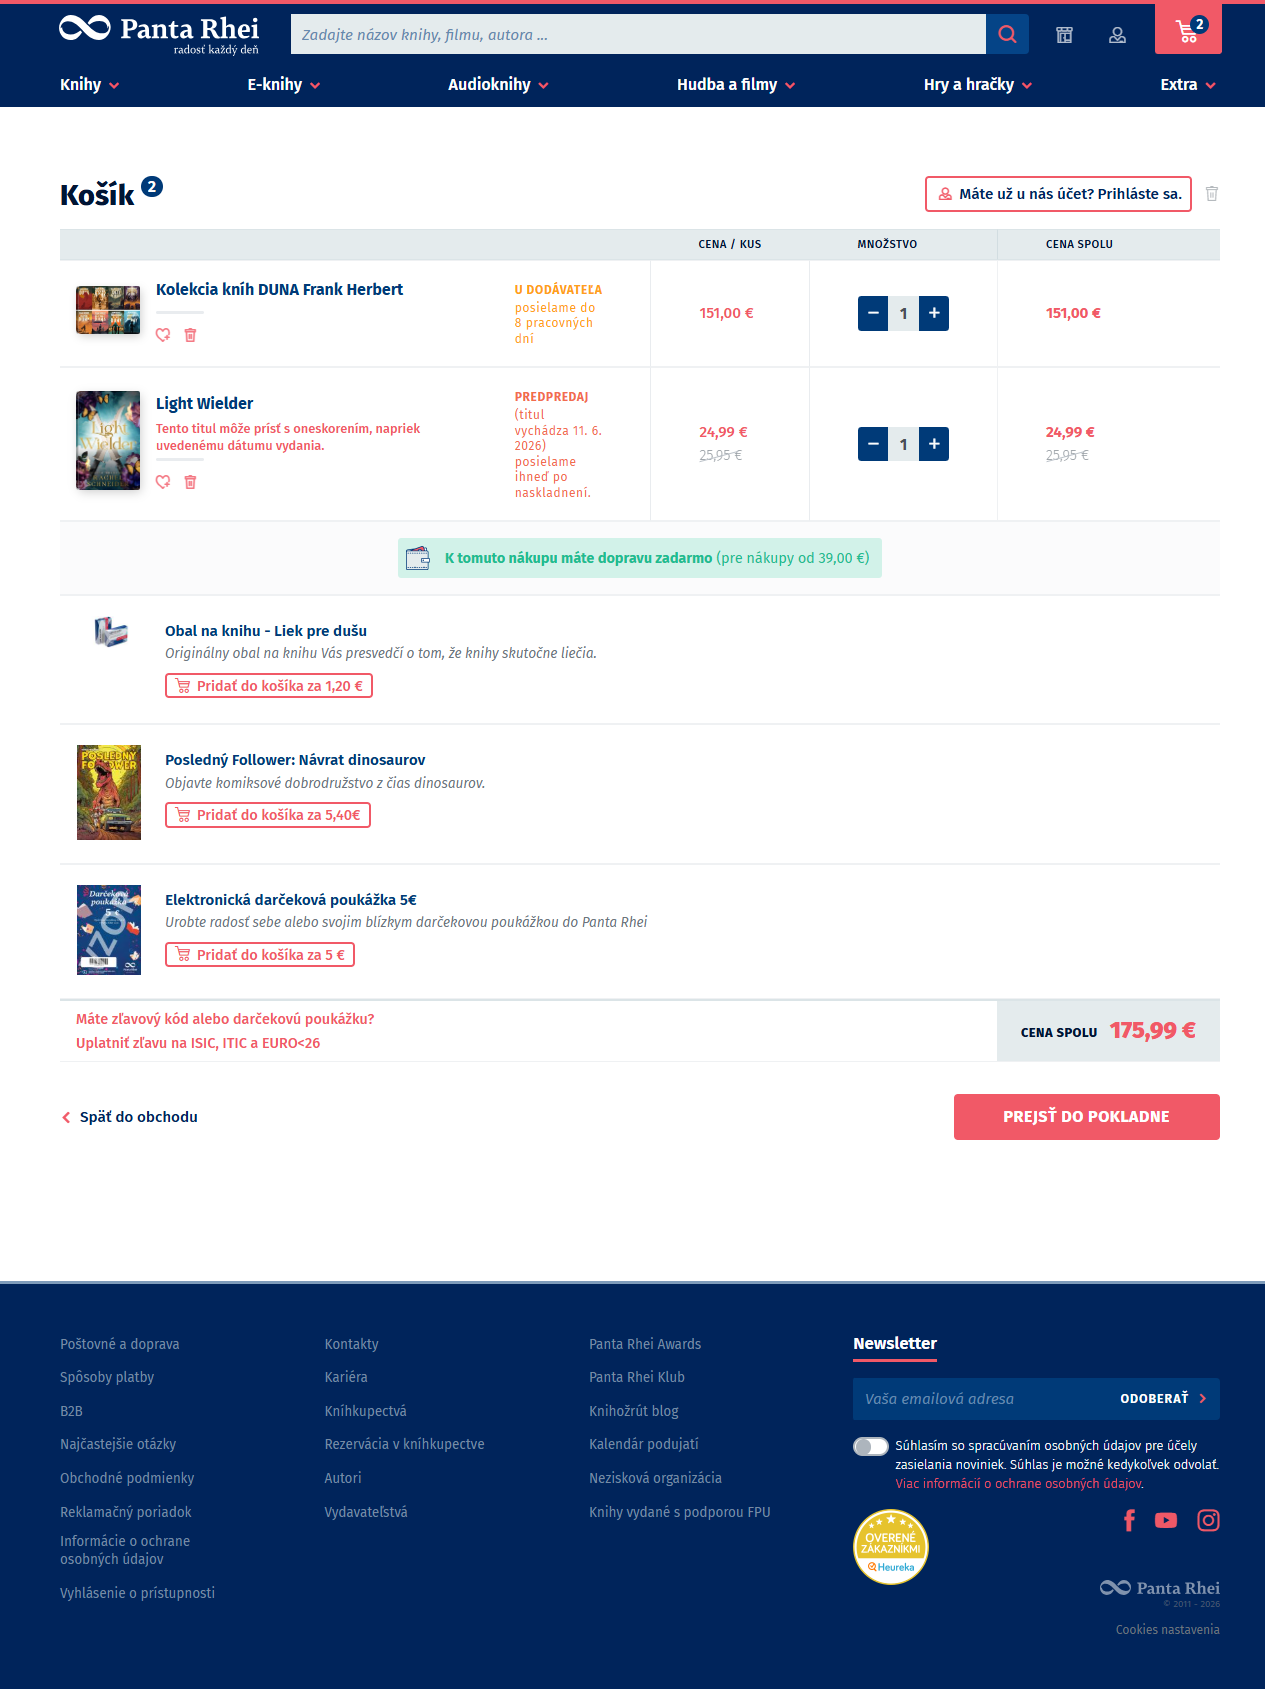 Panta Rhei
radosť každý deň
Zadajte názov knihy, filmu, autora ...
2
Knihy
E-knihy
Audioknihy
Hudba a filmy
Hry a hračky
Extra
Košík 2
Máte už u nás účet? Prihláste sa.
CENA / KUS
MNOŽSTVO
CENA SPOLU
Kolekcia kníh DUNA Frank Herbert
U DODÁVATEĽA
posielame do
8 pracovných
dní
151,00 €
− 1 +
151,00 €
Light Wielder
Light Wielder
Tento titul môže prísť s oneskorením, napriek
uvedenému dátumu vydania.
PREDPREDAJ
(titul
vychádza 11. 6.
2026)
posielame
ihneď po
naskladnení.
24,99 €
25,95 €
− 1 +
24,99 €
25,95 €
K tomuto nákupu máte dopravu zadarmo (pre nákupy od 39,00 €)
Obal na knihu - Liek pre dušu
Originálny obal na knihu Vás presvedčí o tom, že knihy skutočne liečia.
Pridať do košíka za 1,20 €
POSLEDNÝ
FOLLOWER
Posledný Follower: Návrat dinosaurov
Objavte komiksové dobrodružstvo z čias dinosaurov.
Pridať do košíka za 5,40€
Darčeková
poukážka
5 €
Elektronická darčeková poukážka 5€
Urobte radosť sebe alebo svojim blízkym darčekovou poukážkou do Panta Rhei
Pridať do košíka za 5 €
Máte zľavový kód alebo darčekovú poukážku?
Uplatniť zľavu na ISIC, ITIC a EURO<26
CENA SPOLU 175,99 €
Späť do obchodu
PREJSŤ DO POKLADNE
Poštovné a doprava
Spôsoby platby
B2B
Najčastejšie otázky
Obchodné podmienky
Reklamačný poriadok
Informácie o ochrane
osobných údajov
Vyhlásenie o prístupnosti
Kontakty
Kariéra
Kníhkupectvá
Rezervácia v kníhkupectve
Autori
Vydavateľstvá
Panta Rhei Awards
Panta Rhei Klub
Knihožrút blog
Kalendár podujatí
Nezisková organizácia
Knihy vydané s podporou FPU
Newsletter
Vaša emailová adresa
ODOBERAŤ
Súhlasím so spracúvaním osobných údajov pre účely
zasielania noviniek. Súhlas je možné kedykoľvek odvolať.
Viac informácií o ochrane osobných údajov.
OVERENÉ
ZÁKAZNÍKMI
Heureka
Panta Rhei
© 2011 - 2026
Cookies nastavenia